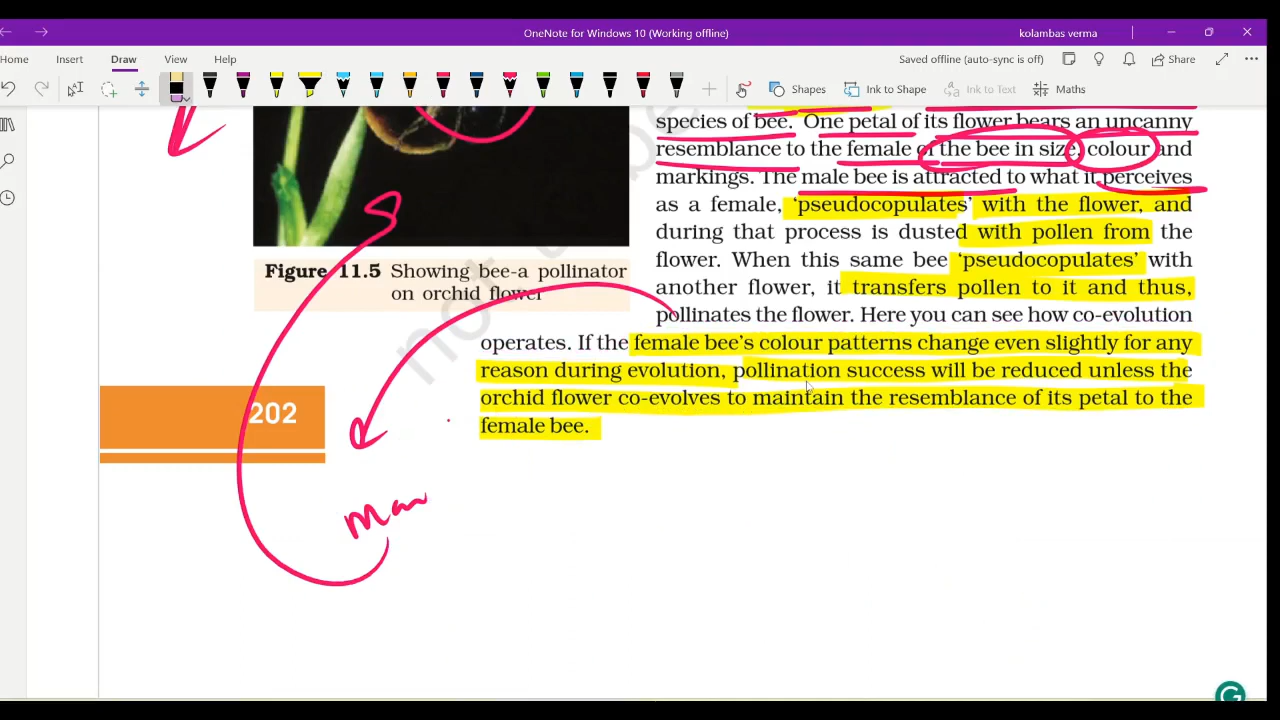 OneNote for Windows 10 (Working offline)
kolambas verma
Home Insert Draw View Help
Saved offline (auto-sync is off)
Share
Shapes
Ink to Shape
Ink to Text
Maths
species of bee. One petal of its flower bears an uncanny
resemblance to the female of the bee in size, colour and
markings. The male bee is attracted to what it perceives
as a female, ‘pseudocopulates’ with the flower, and
during that process is dusted with pollen from the
flower. When this same bee ‘pseudocopulates’ with
another flower, it transfers pollen to it and thus,
pollinates the flower. Here you can see how co-evolution
operates. If the female bee’s colour patterns change even slightly for any
reason during evolution, pollination success will be reduced unless the
orchid flower co-evolves to maintain the resemblance of its petal to the
female bee.
Figure 11.5 Showing bee-a pollinator
on orchid flower
not be
202